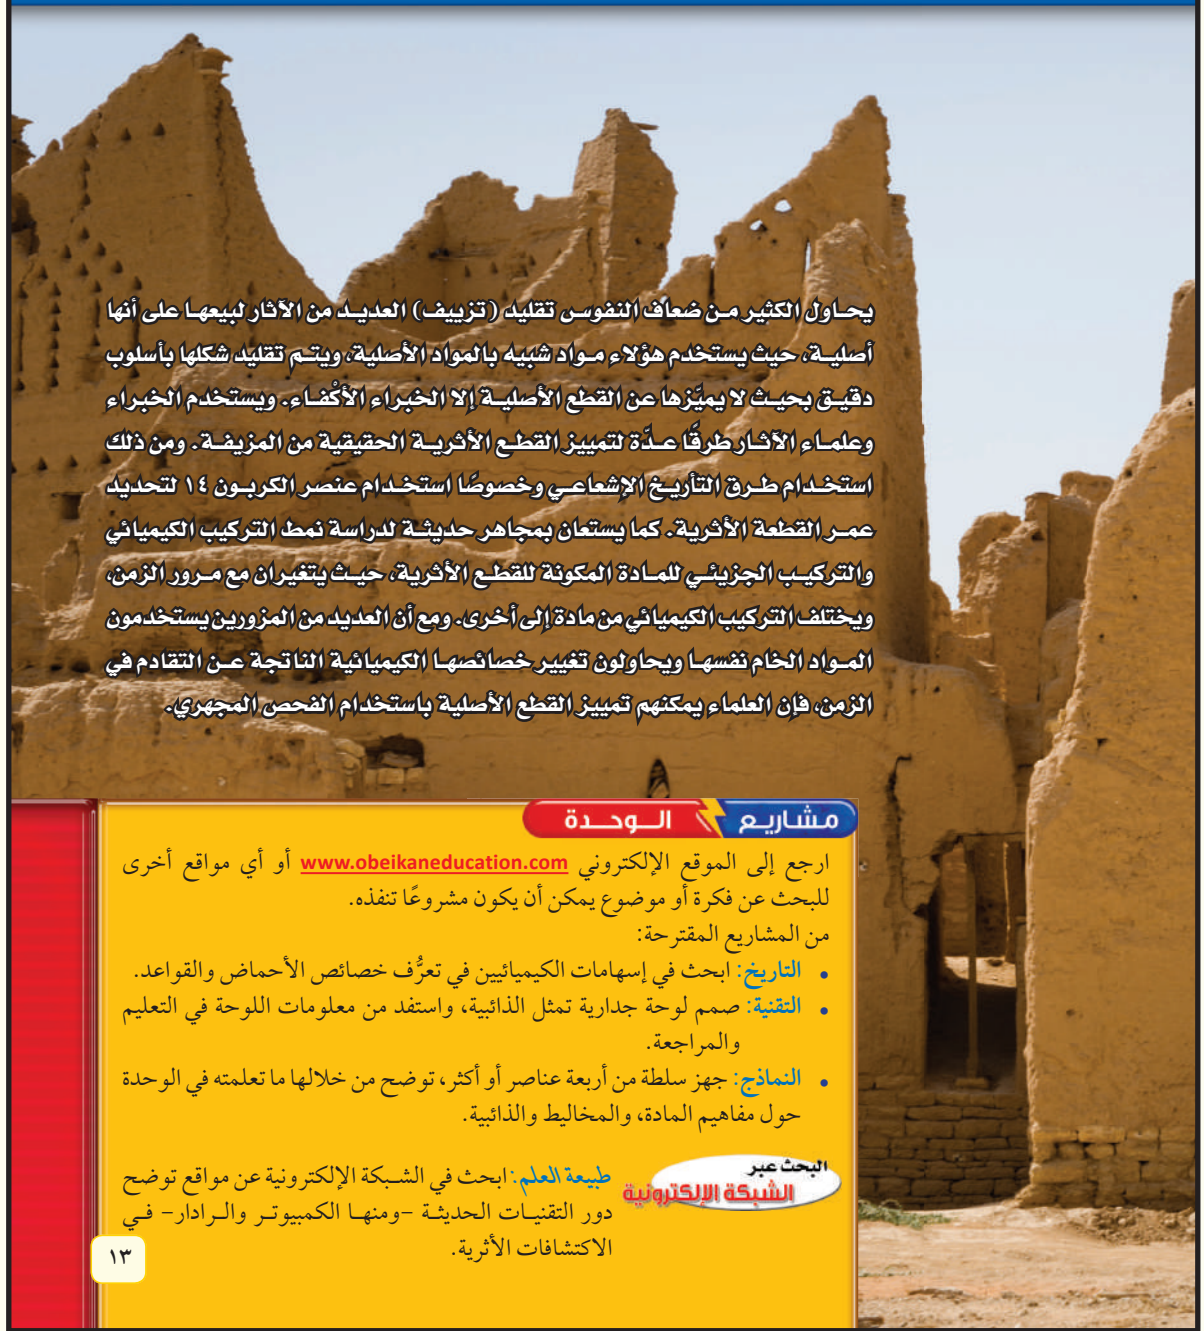 يحاول الكثير من ضعاف النفوس تقليد (تزييف) العديد من الآثار لبيعها على أنها
أصلية، حيث يستخدم هؤلاء مواد شبيه بالمواد الأصلية، ويتم تقليد شكلها بأسلوب
دقيق بحيث لا يميّزها عن القطع الأصلية إلا الخبراء الأكْفاء. ويستخدم الخبراء
وعلماء الآثار طرقًا عدّة لتمييز القطع الأثرية الحقيقية من المزيفة. ومن ذلك
استخدام طرق التأريخ الإشعاعي وخصوصًا استخدام عنصر الكربون ١٤ لتحديد
عمر القطعة الأثرية. كما يستعان بمجاهر حديثة لدراسة نمط التركيب الكيميائي
والتركيب الجزيئي للمادة المكونة للقطع الأثرية، حيث يتغيران مع مرور الزمن،
ويختلف التركيب الكيميائي من مادة إلى أخرى. ومع أن العديد من المزورين يستخدمون
المواد الخام نفسها ويحاولون تغيير خصائصها الكيميائية الناتجة عن التقادم في
الزمن، فإن العلماء يمكنهم تمييز القطع الأصلية باستخدام الفحص المجهري.
مشاريع الوحدة
ارجع إلى الموقع الإلكتروني www.obeikaneducation.com أو أي مواقع أخرى
للبحث عن فكرة أو موضوع يمكن أن يكون مشروعًا تنفذه.
من المشاريع المقترحة:
• التاريخ: ابحث في إسهامات الكيميائيين في تعرُّف خصائص الأحماض والقواعد.
• التقنية: صمم لوحة جدارية تمثل الذائبية، واستفد من معلومات اللوحة في التعليم
والمراجعة.
• النماذج: جهز سلطة من أربعة عناصر أو أكثر، توضح من خلالها ما تعلمته في الوحدة
حول مفاهيم المادة، والمخاليط والذائبية.
البحث عبر
الشبكة الإلكترونية
طبيعة العلم: ابحث في الشبكة الإلكترونية عن مواقع توضح
دور التقنيات الحديثة -ومنها الكمبيوتر والرادار- في
الاكتشافات الأثرية.
١٣